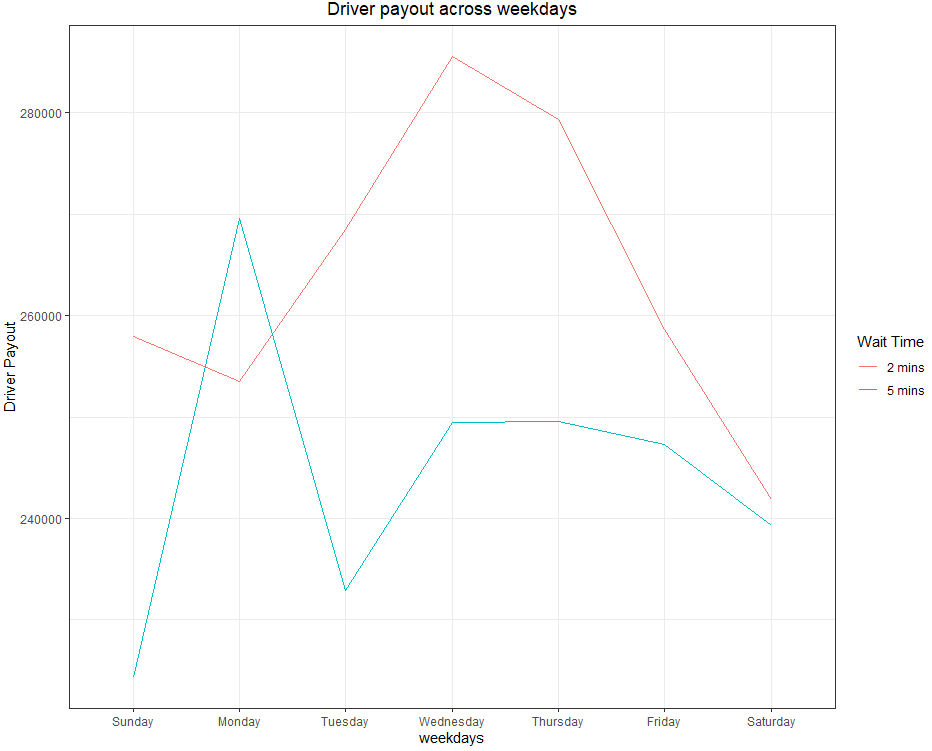 Driver payout across weekdays
280000
260000
240000
Driver Payout
Sunday Monday Tuesday Wednesday Thursday Friday Saturday
weekdays
Wait Time
2 mins
5 mins